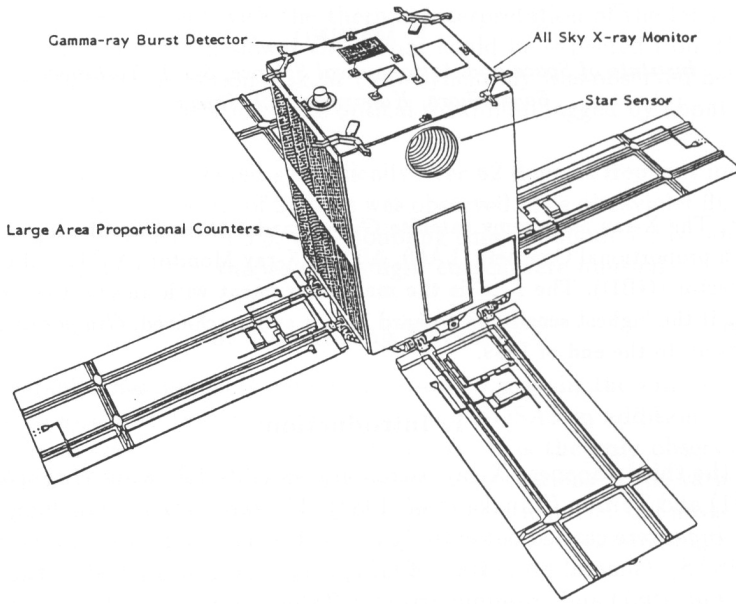 Gamma-ray Burst Detector
All Sky X-ray Monitor
Star Sensor
Large Area Proportional Counters